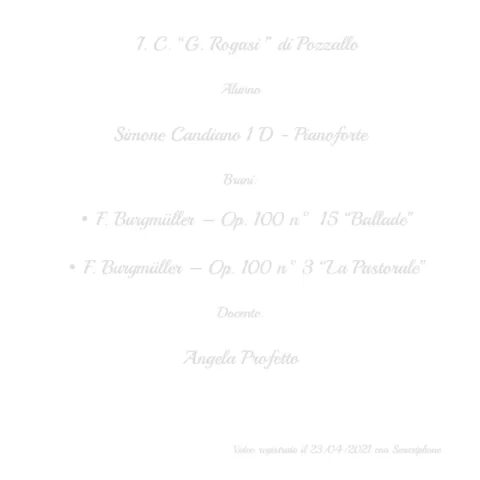 I. C. “G. Rogasi ” di Pozzallo
Alunno
Simone Candiano 1 D - Pianoforte
Brani
• F. Burgmüller – Op. 100 n° 15 “Ballade”
• F. Burgmüller – Op. 100 n° 3 “La Pastorale”
Docente
Angela Profetto
Video registrato il 23/04/2021 con Smartphone